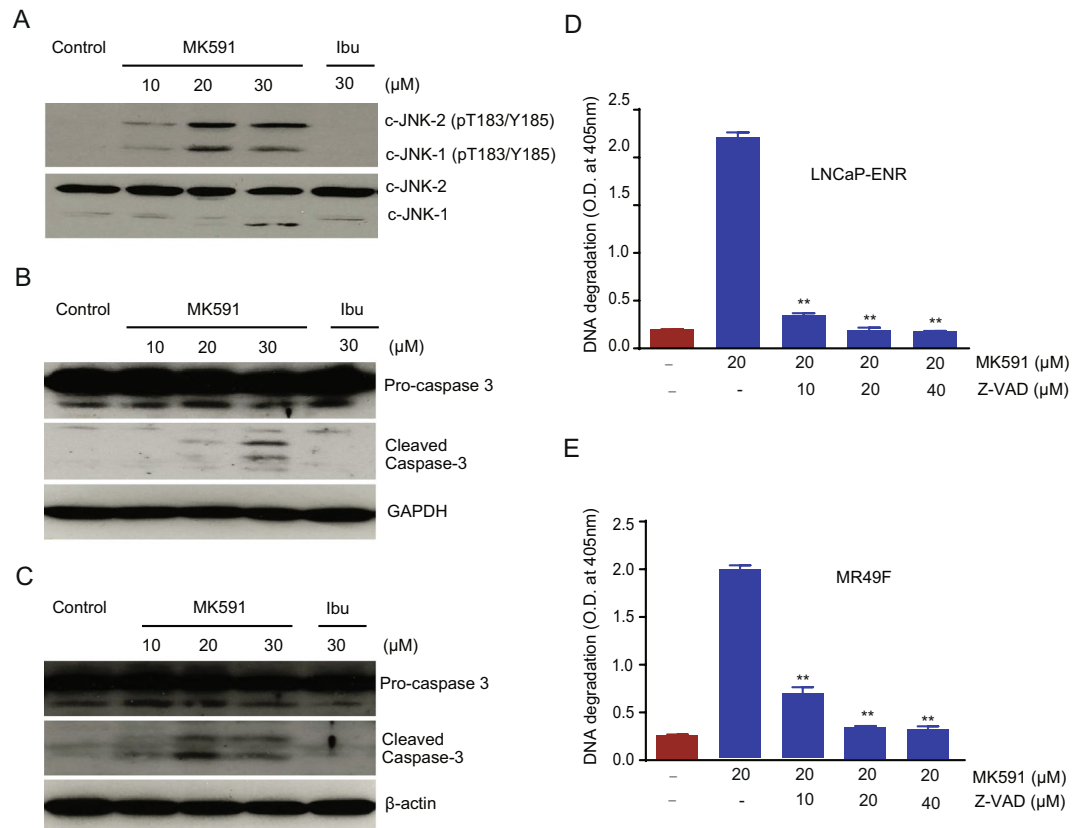 A
Control MK591 Ibu
10 20 30 30 (μM)
c-JNK-2 (pT183/Y185)
c-JNK-1 (pT183/Y185)
c-JNK-2
c-JNK-1
B
Control MK591 Ibu
10 20 30 30 (μM)
Pro-caspase 3
Cleaved
Caspase-3
GAPDH
C
Control MK591 Ibu
10 20 30 30 (μM)
Pro-caspase 3
Cleaved
Caspase-3
β-actin
D
DNA degradation (O.D. at 405nm)
2.5
2.0
1.5
1.0
0.5
0.0
LNCaP-ENR
** ** **
– 20 20 20 20 MK591 (μM)
– - 10 20 40 Z-VAD (μM)
E
DNA degradation (O.D. at 405nm)
2.5
2.0
1.5
1.0
0.5
0.0
MR49F
** ** **
– 20 20 20 20 MK591 (μM)
– - 10 20 40 Z-VAD (μM)